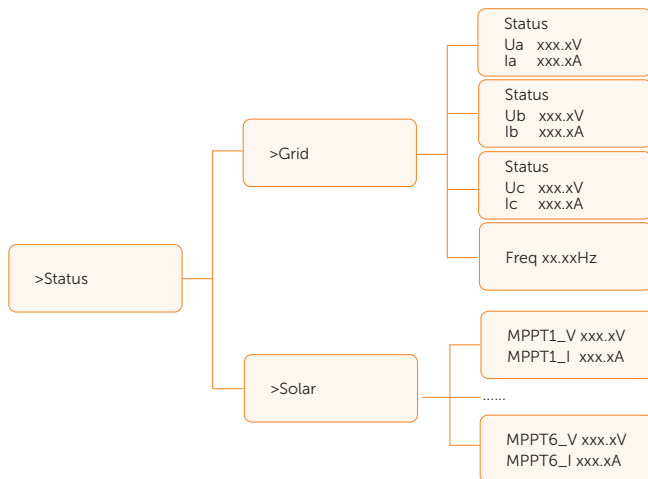 Status
Ua xxx.xV
Ia xxx.xA
Status
Ub xxx.xV
Ib xxx.xA
>Grid
Status
Uc xxx.xV
Ic xxx.xA
Freq xx.xxHz
>Status
MPPT1_V xxx.xV
MPPT1_I xxx.xA
>Solar
......
MPPT6_V xxx.xV
MPPT6_I xxx.xA